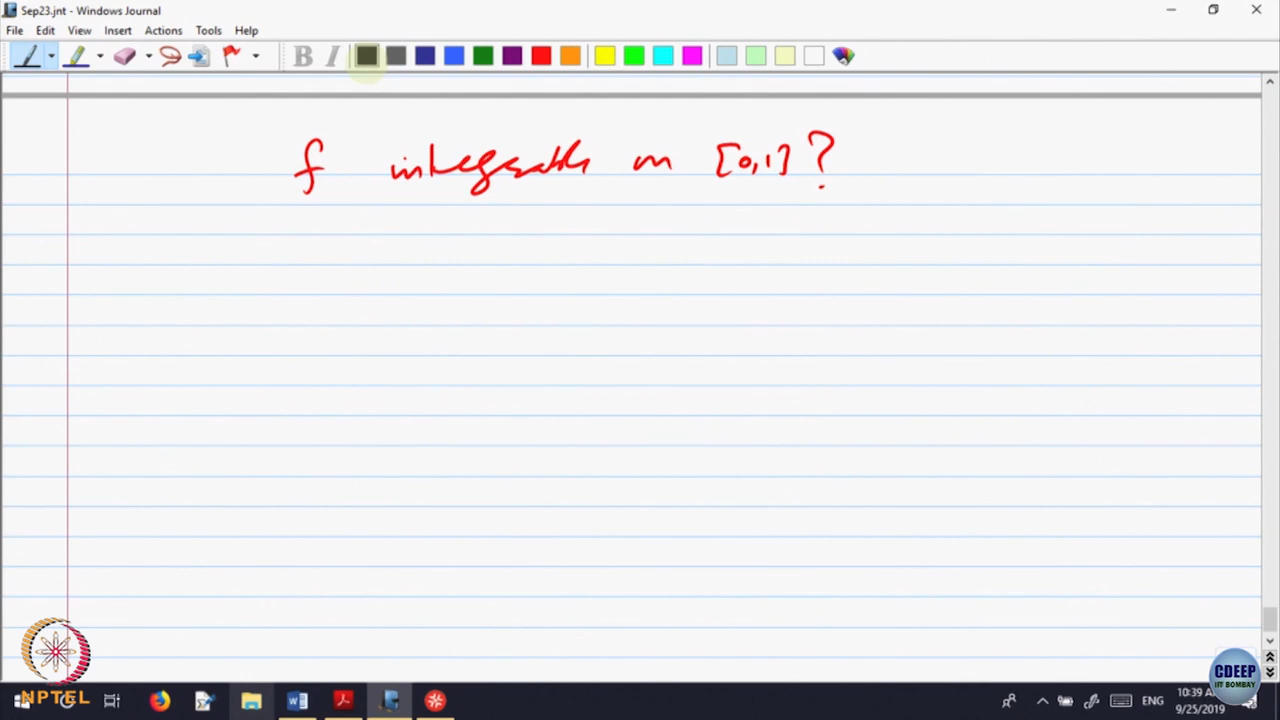 Sep23.jnt - Windows Journal
File Edit View Insert Actions Tools Help
B I
f integrable on [0,1]?
NPTEL
CDEEP
IIT BOMBAY
ENG
10:39 A
9/25/2019